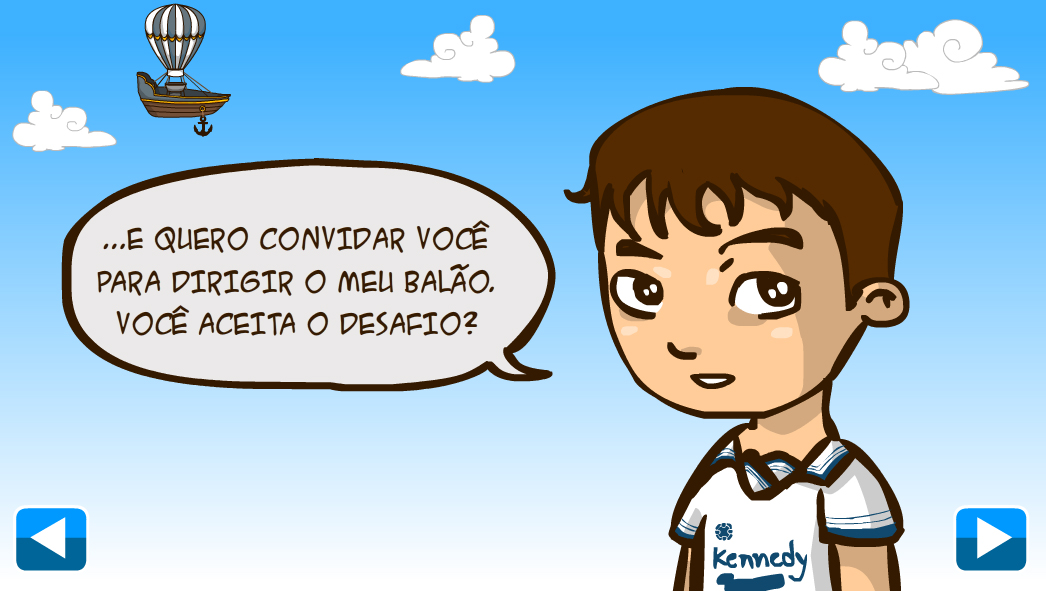 ...E QUERO CONVIDAR VOCÊ
PARA DIRIGIR O MEU BALÃO.
VOCÊ ACEITA O DESAFIO?
Kennedy